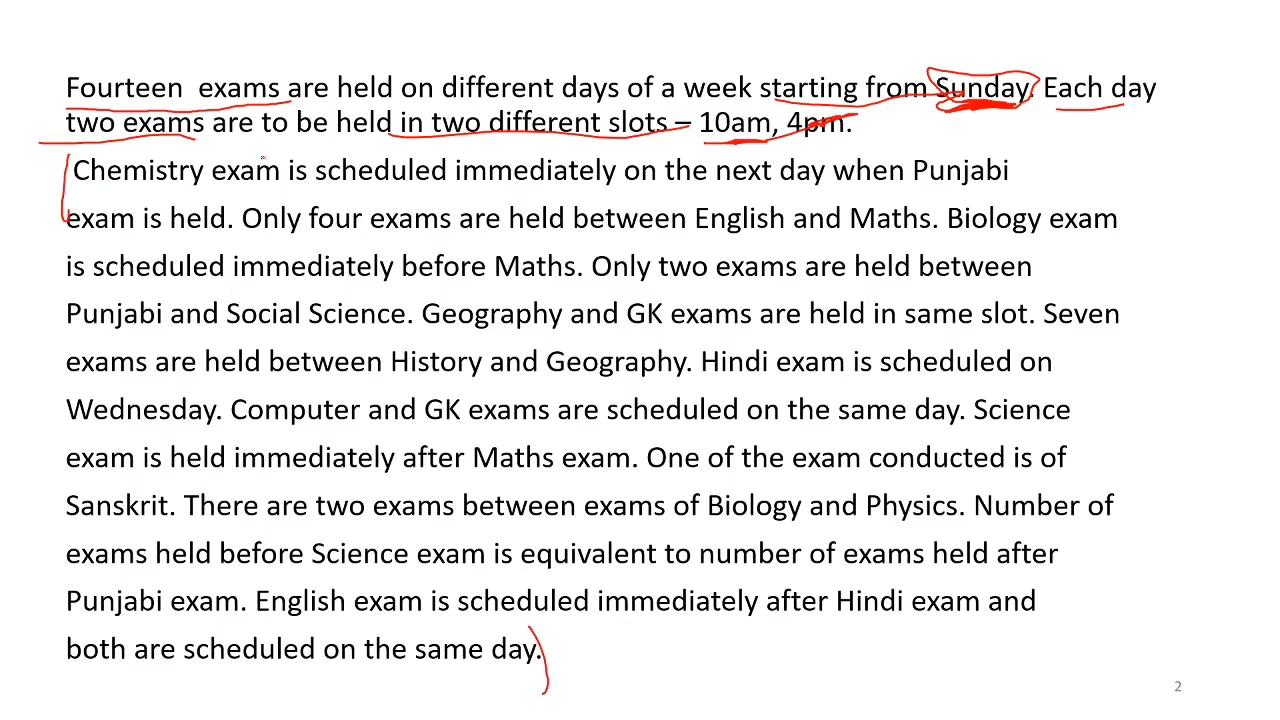 Fourteen exams are held on different days of a week starting from Sunday. Each day
two exams are to be held in two different slots – 10am, 4pm.
Chemistry exam is scheduled immediately on the next day when Punjabi
exam is held. Only four exams are held between English and Maths. Biology exam
is scheduled immediately before Maths. Only two exams are held between
Punjabi and Social Science. Geography and GK exams are held in same slot. Seven
exams are held between History and Geography. Hindi exam is scheduled on
Wednesday. Computer and GK exams are scheduled on the same day. Science
exam is held immediately after Maths exam. One of the exam conducted is of
Sanskrit. There are two exams between exams of Biology and Physics. Number of
exams held before Science exam is equivalent to number of exams held after
Punjabi exam. English exam is scheduled immediately after Hindi exam and
both are scheduled on the same day.
2